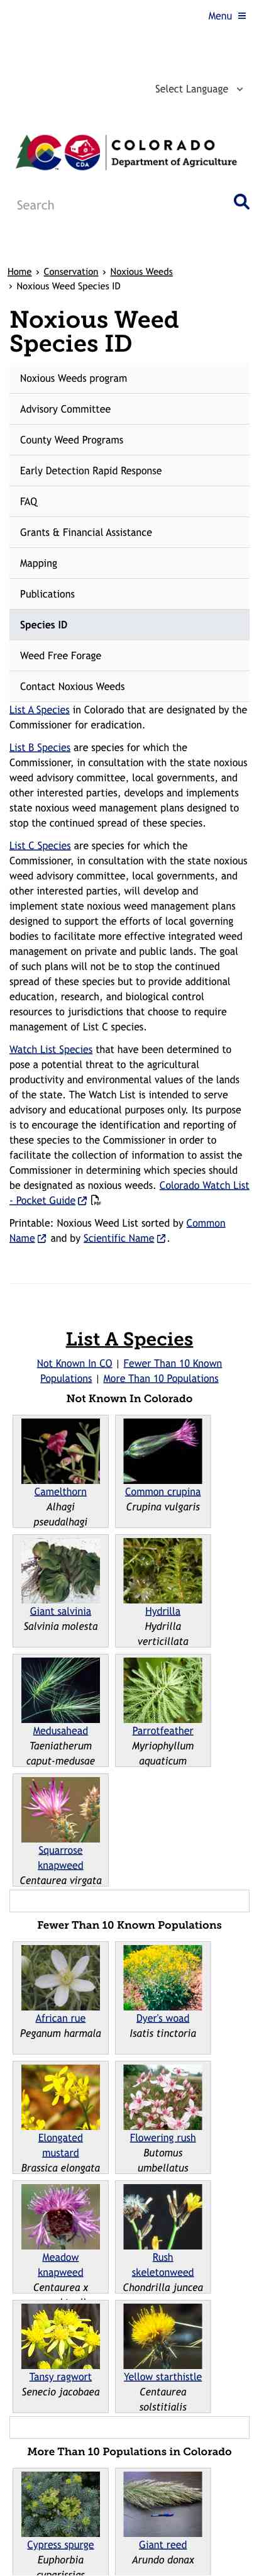 Menu
Select Language
COLORADO
Department of Agriculture
CO
CDA
Search
Home › Conservation › Noxious Weeds
› Noxious Weed Species ID
Noxious Weed
Species ID
Noxious Weeds program
Advisory Committee
County Weed Programs
Early Detection Rapid Response
FAQ
Grants & Financial Assistance
Mapping
Publications
Species ID
Weed Free Forage
Contact Noxious Weeds
List A Species in Colorado that are designated by the
Commissioner for eradication.
List B Species are species for which the
Commissioner, in consultation with the state noxious
weed advisory committee, local governments, and
other interested parties, develops and implements
state noxious weed management plans designed to
stop the continued spread of these species.
List C Species are species for which the
Commissioner, in consultation with the state noxious
weed advisory committee, local governments, and
other interested parties, will develop and
implement state noxious weed management plans
designed to support the efforts of local governing
bodies to facilitate more effective integrated weed
management on private and public lands. The goal
of such plans will not be to stop the continued
spread of these species but to provide additional
education, research, and biological control
resources to jurisdictions that choose to require
management of List C species.
Watch List Species that have been determined to
pose a potential threat to the agricultural
productivity and environmental values of the lands
of the state. The Watch List is intended to serve
advisory and educational purposes only. Its purpose
is to encourage the identification and reporting of
these species to the Commissioner in order to
facilitate the collection of information to assist the
Commissioner in determining which species should
be designated as noxious weeds. Colorado Watch List
- Pocket Guide
Printable: Noxious Weed List sorted by Common
Name and by Scientific Name.
List A Species
Not Known In CO | Fewer Than 10 Known
Populations | More Than 10 Populations
Not Known In Colorado
Camelthorn
Alhagi
pseudalhagi
Common crupina
Crupina vulgaris
Giant salvinia
Salvinia molesta
Hydrilla
Hydrilla
verticillata
Medusahead
Taeniatherum
caput-medusae
Parrotfeather
Myriophyllum
aquaticum
Squarrose
knapweed
Centaurea virgata
Fewer Than 10 Known Populations
African rue
Peganum harmala
Dyer's woad
Isatis tinctoria
Elongated
mustard
Brassica elongata
Flowering rush
Butomus
umbellatus
Meadow
knapweed
Centaurea x
Rush
skeletonweed
Chondrilla juncea
Tansy ragwort
Senecio jacobaea
Yellow starthistle
Centaurea
solstitialis
More Than 10 Populations in Colorado
Cypress spurge
Euphorbia
cyparissias
Giant reed
Arundo donax